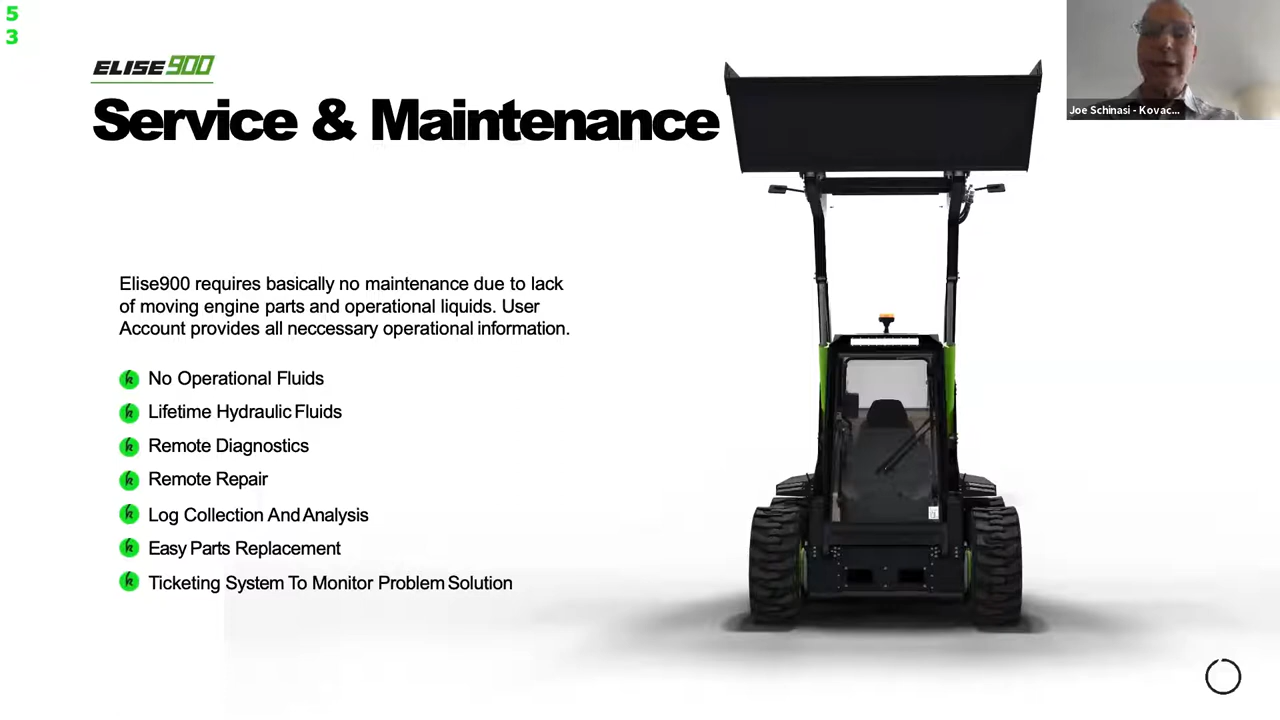 5
3
ELISE900
Service & Maintenance
Joe Schinasi - Kovac...
Elise900 requires basically no maintenance due to lack
of moving engine parts and operational liquids. User
Account provides all neccessary operational information.
No Operational Fluids
Lifetime Hydraulic Fluids
Remote Diagnostics
Remote Repair
Log Collection And Analysis
Easy Parts Replacement
Ticketing System To Monitor Problem Solution